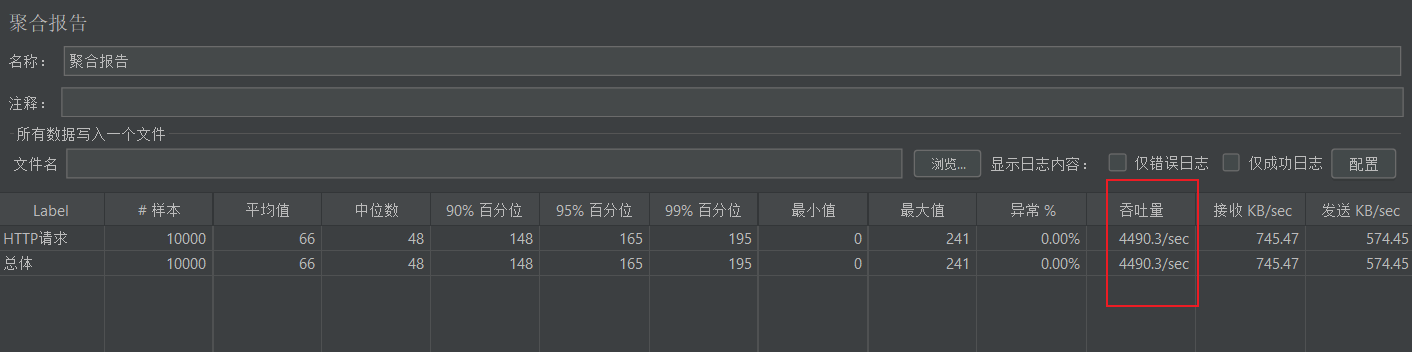 聚合报告
名称： 聚合报告
注释：
所有数据写入一个文件
文件名 浏览... 显示日志内容： 仅错误日志 仅成功日志 配置
Label # 样本 平均值 中位数 90% 百分位 95% 百分位 99% 百分位 最小值 最大值 异常 % 吞吐量 接收 KB/sec 发送 KB/sec
HTTP请求 10000 66 48 148 165 195 0 241 0.00% 4490.3/sec 745.47 574.45
总体 10000 66 48 148 165 195 0 241 0.00% 4490.3/sec 745.47 574.45